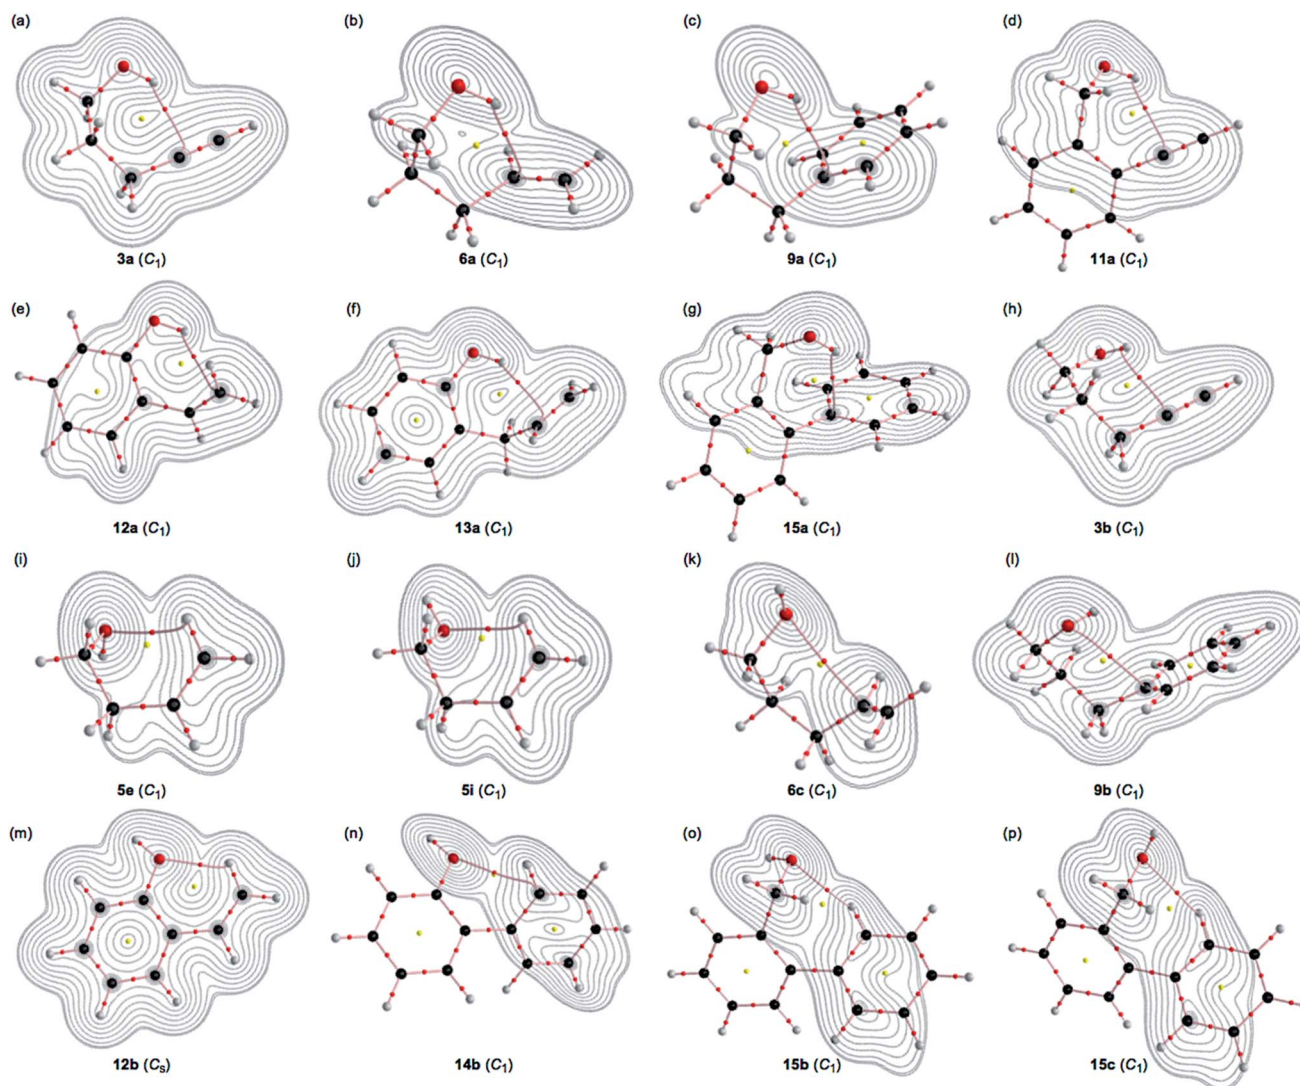 (a) (b) (c) (d)
3a (C1) 6a (C1) 9a (C1) 11a (C1)
(e) (f) (g) (h)
12a (C1) 13a (C1) 15a (C1) 3b (C1)
(i) (j) (k) (l)
5e (C1) 5i (C1) 6c (C1) 9b (C1)
(m) (n) (o) (p)
12b (Cs) 14b (C1) 15b (C1) 15c (C1)